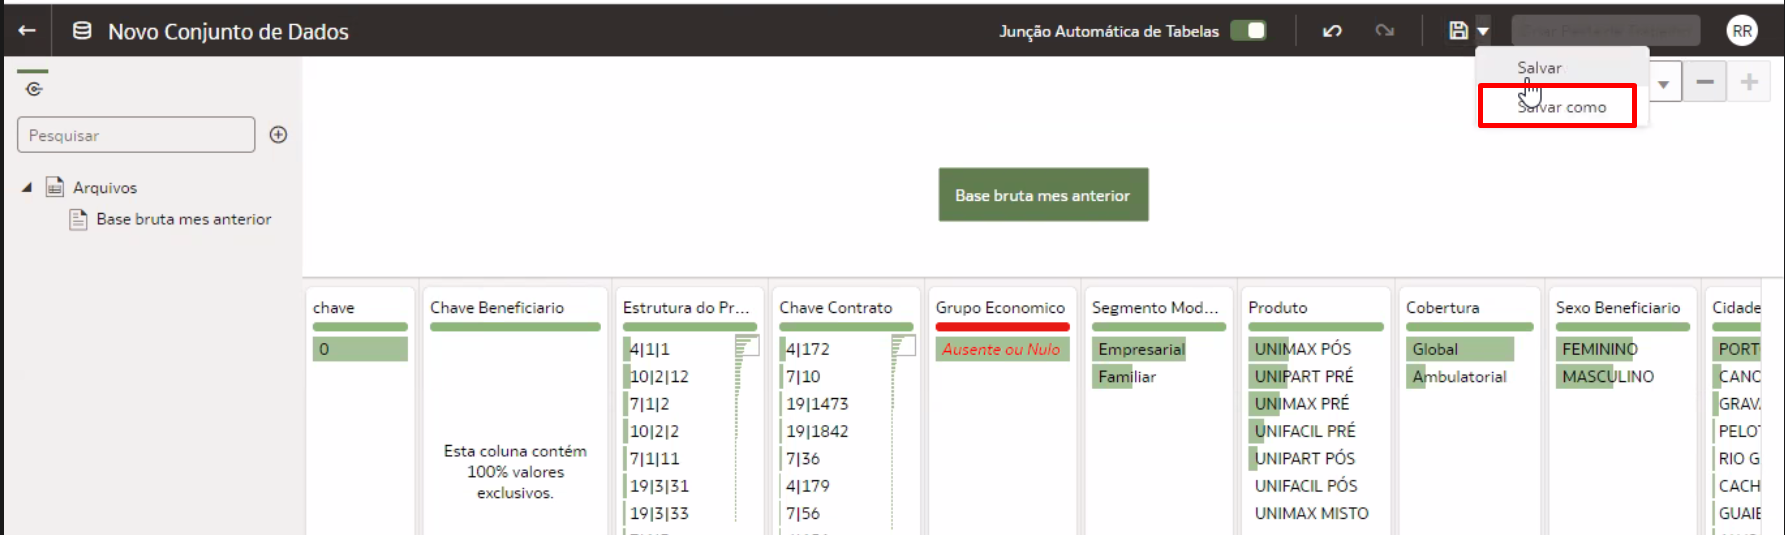 Novo Conjunto de Dados
Junção Automática de Tabelas
RR
Salvar
Salvar como
Pesquisar
Arquivos
Base bruta mes anterior
Base bruta mes anterior
chave
0
Chave Beneficiario
Esta coluna contém
100% valores
exclusivos.
Estrutura do Pr...
4|1|1
10|2|12
7|1|2
10|2|2
7|1|11
19|3|31
19|3|33
Chave Contrato
4|172
7|10
19|1473
19|1842
7|36
4|179
7|56
Grupo Economico
Ausente ou Nulo
Segmento Mod...
Empresarial
Familiar
Produto
UNIMAX PÓS
UNIPART PRÉ
UNIMAX PRÉ
UNIFACIL PRÉ
UNIPART PÓS
UNIFACIL PÓS
UNIMAX MISTO
Cobertura
Global
Ambulatorial
Sexo Beneficiario
FEMININO
MASCULINO
Cidade
PORT
CANO
GRAV
PELO
RIO G
CACH
GUAIB